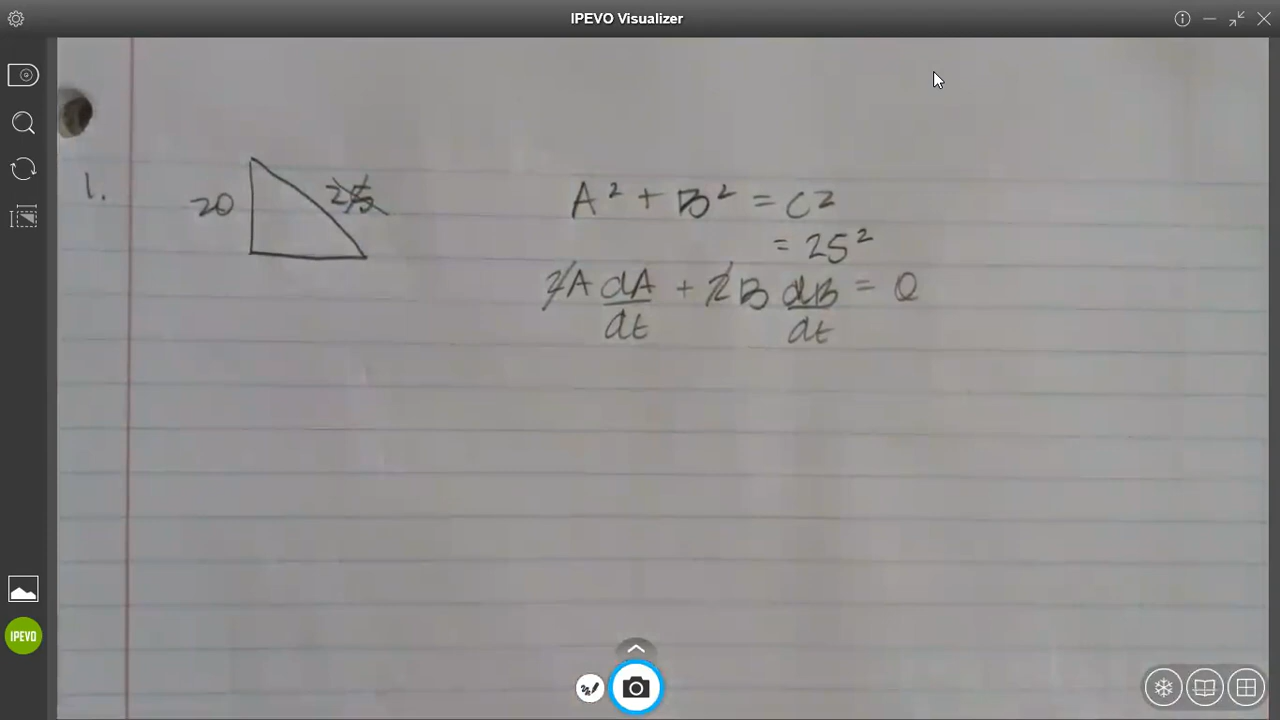 IPEVO Visualizer
1.
20
25
A² + B² = C²
= 25²
2A dA/dt + 2B dB/dt = 0
IPEVO